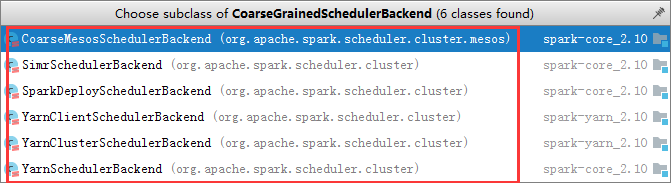 Choose subclass of CoarseGrainedSchedulerBackend (6 classes found)
CoarseMesosSchedulerBackend (org.apache.spark.scheduler.cluster.mesos) spark-core_2.10
SimrSchedulerBackend (org.apache.spark.scheduler.cluster) spark-core_2.10
SparkDeploySchedulerBackend (org.apache.spark.scheduler.cluster) spark-core_2.10
YarnClientSchedulerBackend (org.apache.spark.scheduler.cluster) spark-yarn_2.10
YarnClusterSchedulerBackend (org.apache.spark.scheduler.cluster) spark-yarn_2.10
YarnSchedulerBackend (org.apache.spark.scheduler.cluster) spark-core_2.10